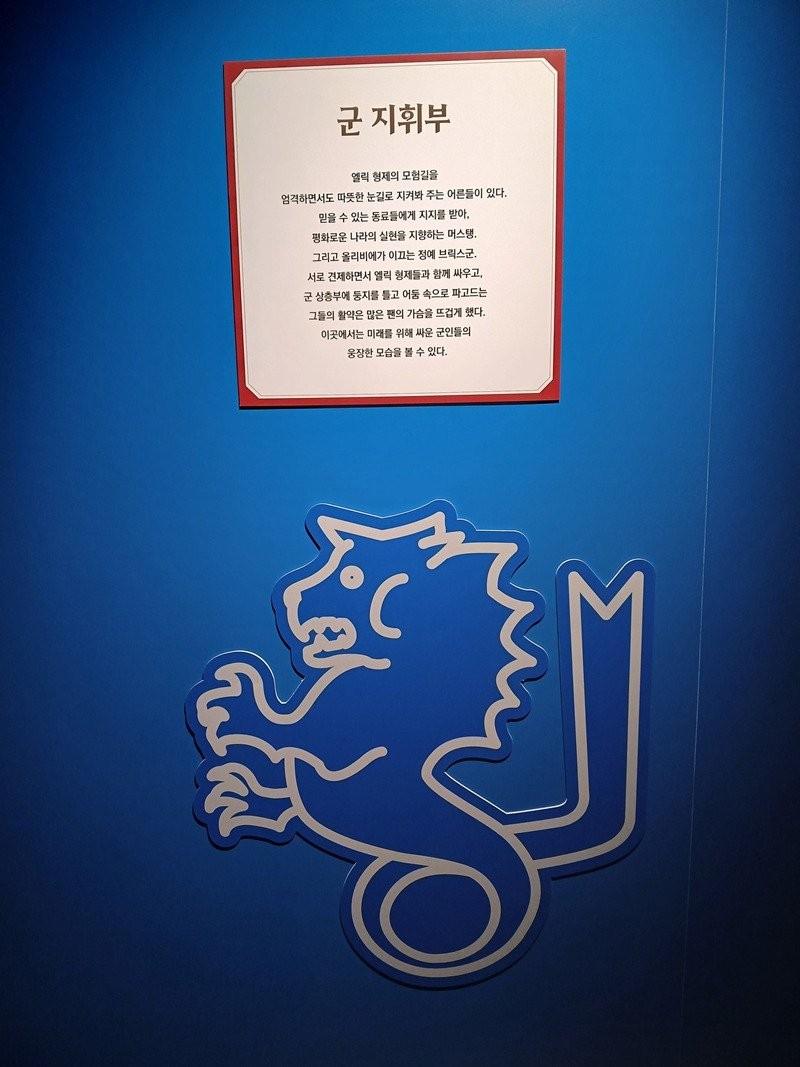 군 지휘부
엘릭 형제의 모험길을
엄격하면서도 따뜻한 눈길로 지켜봐 주는 어른들이 있다.
믿을 수 있는 동료들에게 지지를 받아,
평화로운 나라의 실현을 지향하는 머스탱.
그리고 올리비에가 이끄는 정예 브릭스군.
서로 견제하면서 엘릭 형제들과 함께 싸우고,
군 상층부에 둥지를 틀고 어둠 속으로 파고드는
그들의 활약은 많은 팬의 가슴을 뜨겁게 했다.
이곳에서는 미래를 위해 싸운 군인들의
웅장한 모습을 볼 수 있다.